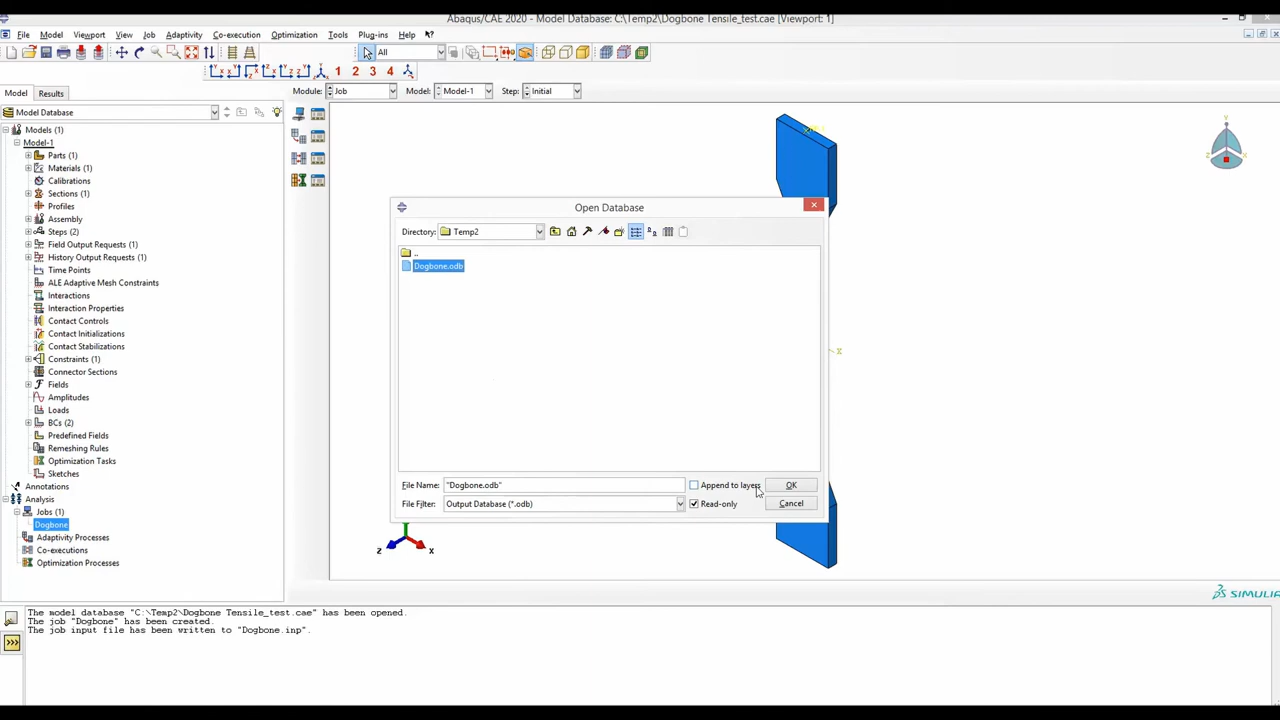 Abaqus/CAE 2020 - Model Database: C:\Temp2\Dogbone Tensile_test.cae [Viewport: 1]
File Model Viewport View Job Adaptivity Co-execution Optimization Tools Plug-ins Help
All
1 2 3 4
Model Results
Module: Job Model: Model-1 Step: Initial
Model Database
Models (1)
Model-1
Parts (1)
Materials (1)
Calibrations
Sections (1)
Profiles
Assembly
Steps (2)
Field Output Requests (1)
History Output Requests (1)
Time Points
ALE Adaptive Mesh Constraints
Interactions
Interaction Properties
Contact Controls
Contact Initializations
Contact Stabilizations
Constraints (1)
Connector Sections
Fields
Amplitudes
Loads
BCs (2)
Predefined Fields
Remeshing Rules
Optimization Tasks
Sketches
Annotations
Analysis
Jobs (1)
Dogbone
Adaptivity Processes
Co-executions
Optimization Processes
Open Database
Directory: Temp2
..
Dogbone.odb
File Name: "Dogbone.odb" Append to layers OK
File Filter: Output Database (*.odb) Read-only Cancel
X
Y
Z X
Z X
SIMULIA
The model database "C:\Temp2\Dogbone Tensile_test.cae" has been opened.
The job "Dogbone" has been created.
The job input file has been written to "Dogbone.inp".
>>>